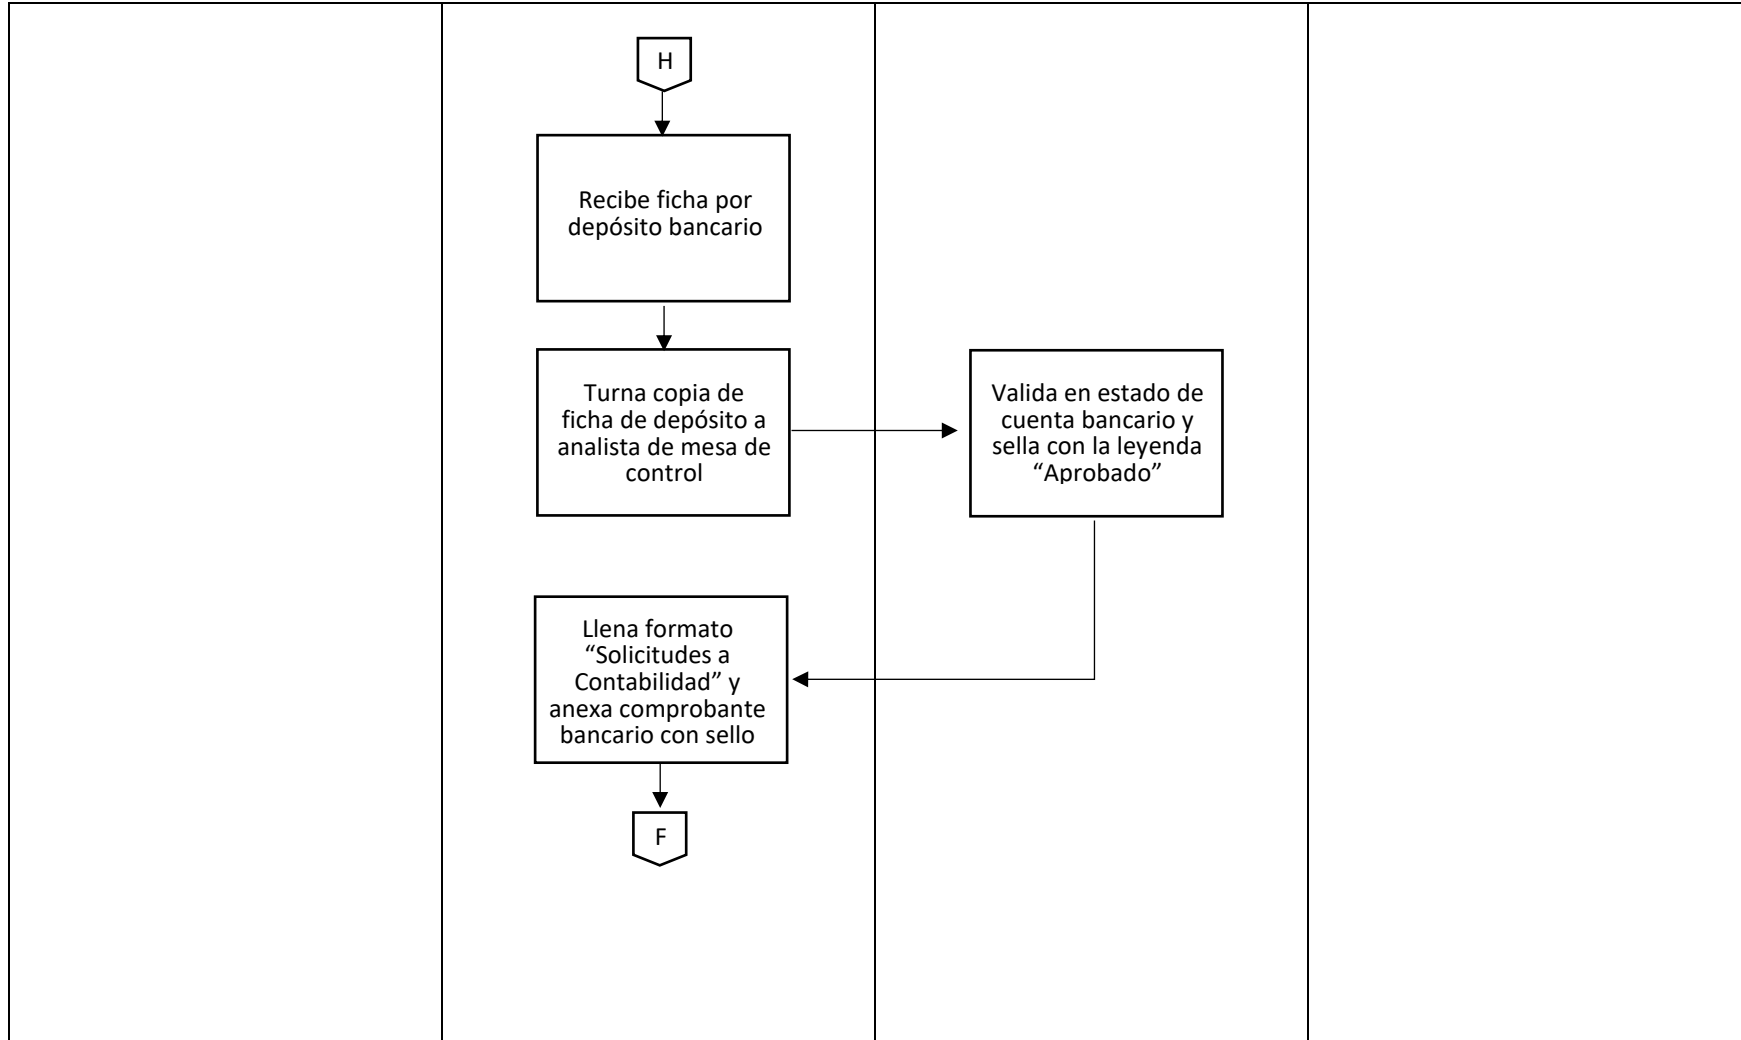 H
Recibe ficha por
depósito bancario
Turna copia de
ficha de depósito a
analista de mesa de
control
Valida en estado de
cuenta bancario y
sella con la leyenda
“Aprobado”
Llena formato
“Solicitudes a
Contabilidad” y
anexa comprobante
bancario con sello
F